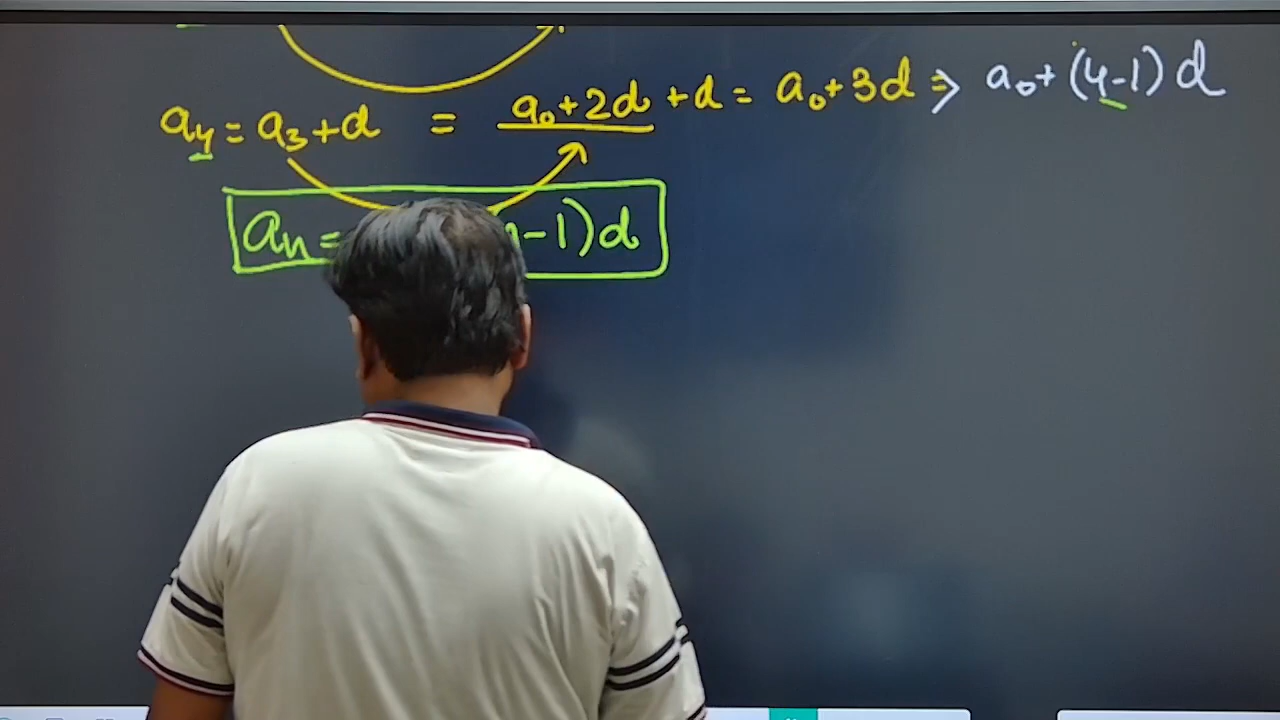 a₄ = a₃ + d = a₀ + 2d + d = a₀ + 3d ⇒ a₀ + (4-1) d
aₙ = -1)d